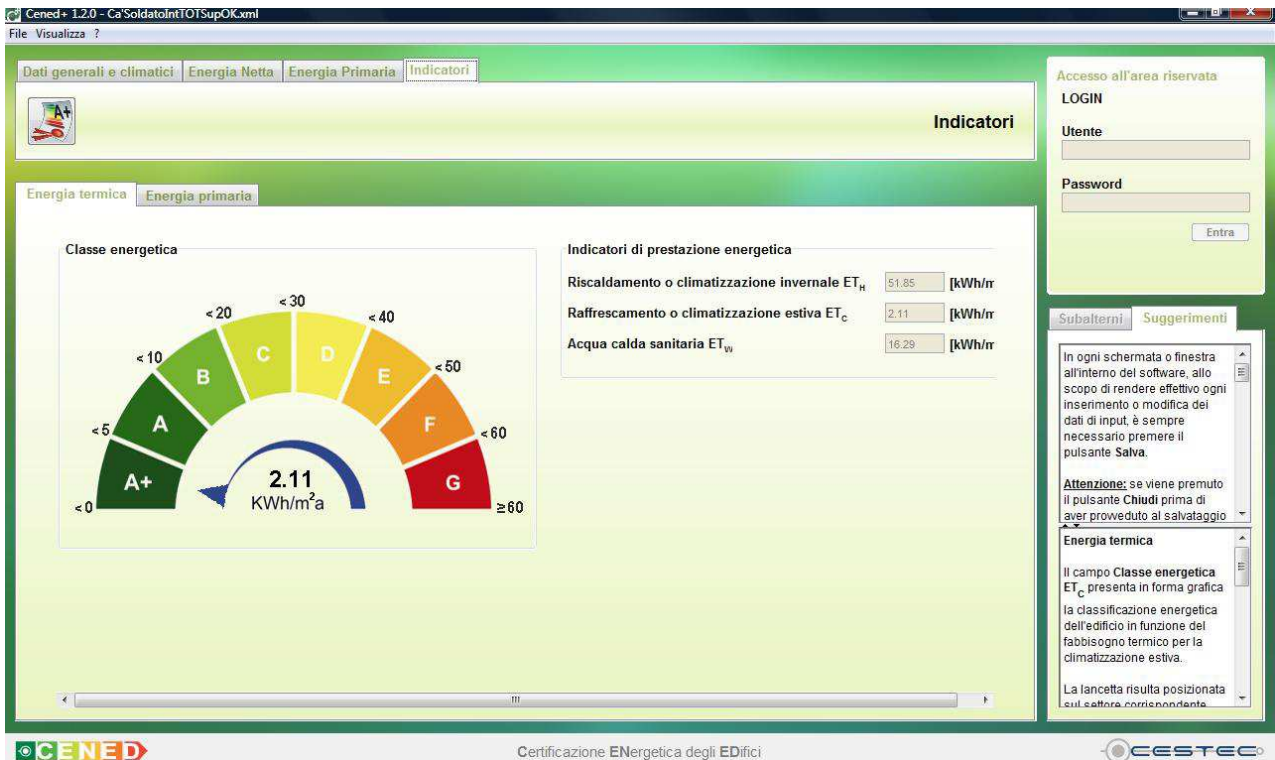 Cened+ 1.2.0 - Ca'SoldatoIntTOTSupOK.xml
File Visualizza ?
Dati generali e climatici Energia Netta Energia Primaria Indicatori
Indicatori
Energia termica Energia primaria
Classe energetica
<0
<5
<10
<20
<30
<40
<50
<60
≥60
A+
A
B
C
D
E
F
G
2.11
KWh/m²a
Indicatori di prestazione energetica
Riscaldamento o climatizzazione invernale ETH 51.85 [kWh/m
Raffrescamento o climatizzazione estiva ETC 2.11 [kWh/m
Acqua calda sanitaria ETW 16.29 [kWh/m
Accesso all'area riservata
LOGIN
Utente
Password
Entra
Subalterni Suggerimenti
In ogni schermata o finestra
all'interno del software, allo
scopo di rendere effettivo ogni
inserimento o modifica dei
dati di input, è sempre
necessario premere il
pulsante Salva.
Attenzione: se viene premuto
il pulsante Chiudi prima di
aver provveduto al salvataggio
Energia termica
Il campo Classe energetica
ETC presenta in forma grafica
la classificazione energetica
dell'edificio in funzione del
fabbisogno termico per la
climatizzazione estiva.
La lancetta risulta posizionata
sul settore corrispondente
CENED
Certificazione ENergetica degli EDifici
CESTEC